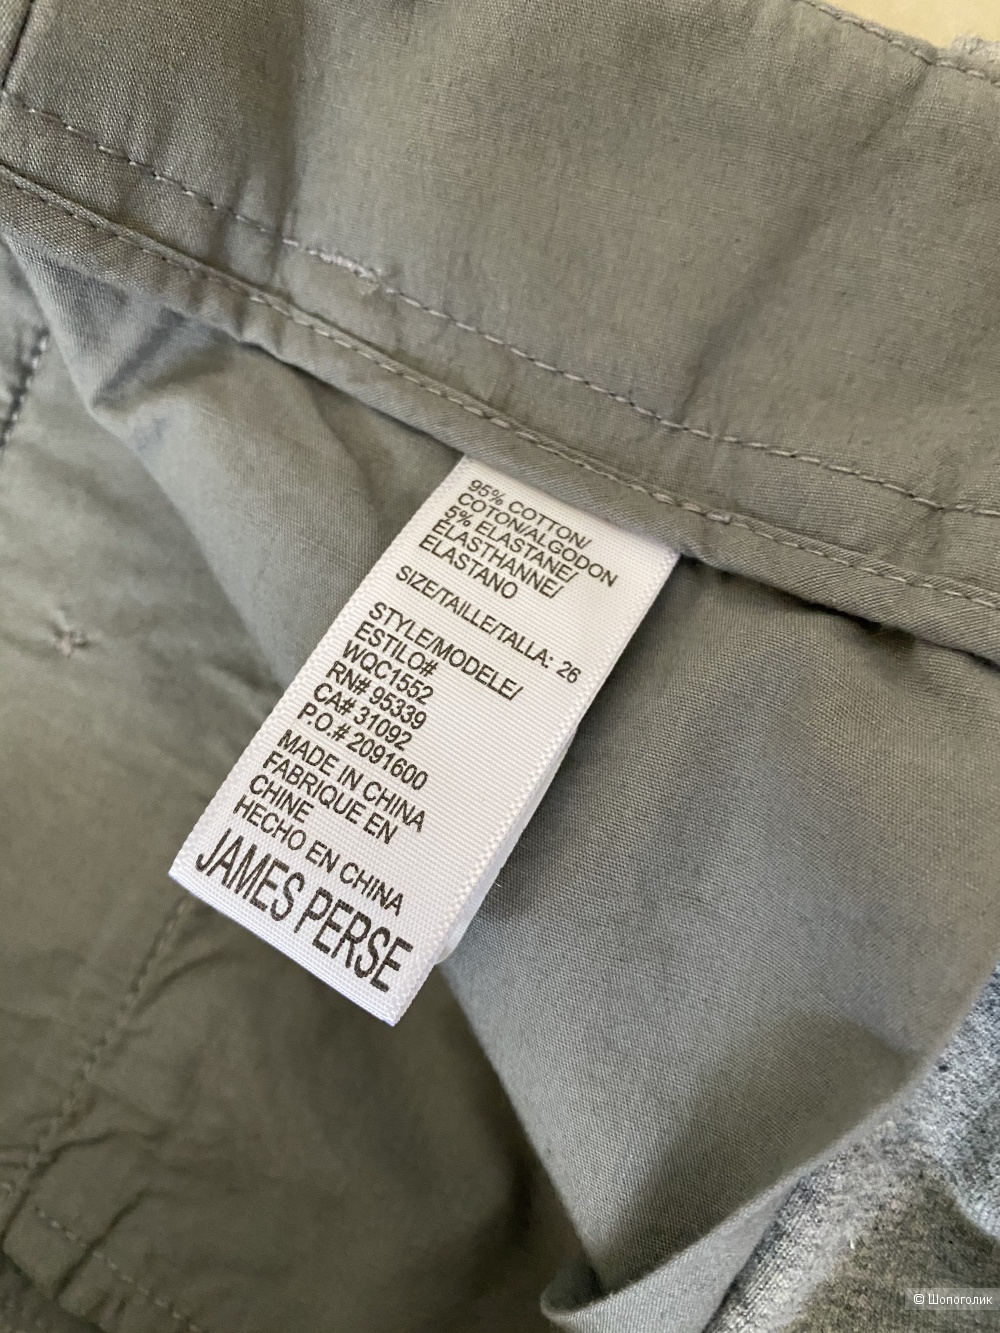 95% COTTON/
COTON/ALGODON
5% ELASTANE/
ELASTHANNE/
ELASTANO
SIZE/TAILLE/TALLA: 26
STYLE/MODELE/
ESTILO#
WQC1552
RN# 95339
CA# 31092
P.O.# 2091600
MADE IN CHINA
FABRIQUE EN
CHINE
HECHO EN CHINA
JAMES PERSE
© Шопоголик